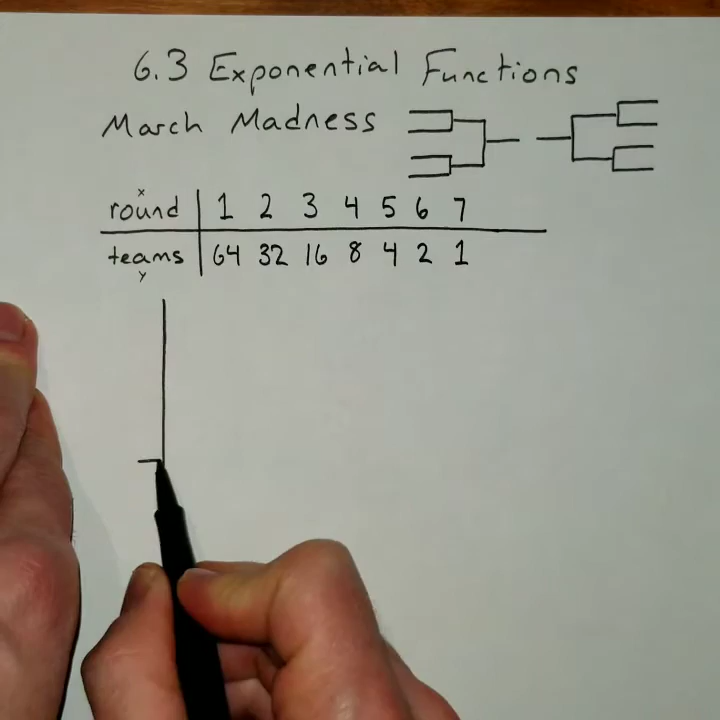 6.3 Exponential Functions
March Madness
x
round 1 2 3 4 5 6 7
teams 64 32 16 8 4 2 1
y